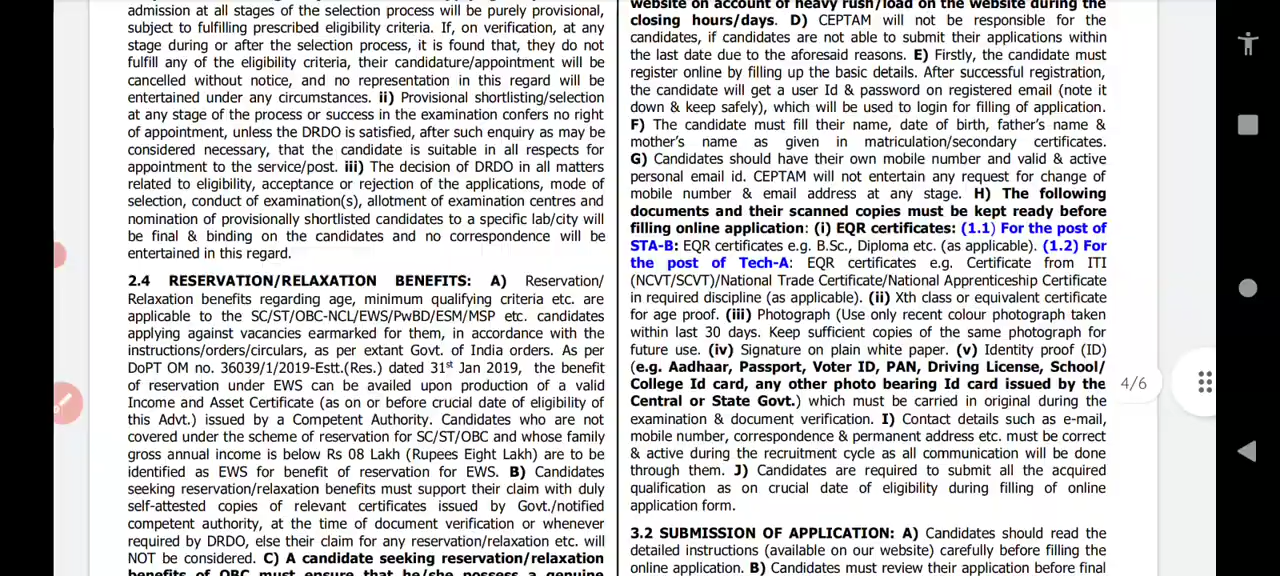 admission at all stages of the selection process will be purely provisional,
subject to fulfilling prescribed eligibility criteria. If, on verification, at any
stage during or after the selection process, it is found that, they do not
fulfill any of the eligibility criteria, their candidature/appointment will be
cancelled without notice, and no representation in this regard will be
entertained under any circumstances. ii) Provisional shortlisting/selection
at any stage of the process or success in the examination confers no right
of appointment, unless the DRDO is satisfied, after such enquiry as may be
considered necessary, that the candidate is suitable in all respects for
appointment to the service/post. iii) The decision of DRDO in all matters
related to eligibility, acceptance or rejection of the applications, mode of
selection, conduct of examination(s), allotment of examination centres and
nomination of provisionally shortlisted candidates to a specific lab/city will
be final & binding on the candidates and no correspondence will be
entertained in this regard.
2.4 RESERVATION/RELAXATION BENEFITS: A) Reservation/
Relaxation benefits regarding age, minimum qualifying criteria etc. are
applicable to the SC/ST/OBC-NCL/EWS/PwBD/ESM/MSP etc. candidates
applying against vacancies earmarked for them, in accordance with the
instructions/orders/circulars, as per extant Govt. of India orders. As per
DoPT OM no. 36039/1/2019-Estt.(Res.) dated 31st Jan 2019, the benefit
of reservation under EWS can be availed upon production of a valid
Income and Asset Certificate (as on or before crucial date of eligibility of
this Advt.) issued by a Competent Authority. Candidates who are not
covered under the scheme of reservation for SC/ST/OBC and whose family
gross annual income is below Rs 08 Lakh (Rupees Eight Lakh) are to be
identified as EWS for benefit of reservation for EWS. B) Candidates
seeking reservation/relaxation benefits must support their claim with duly
self-attested copies of relevant certificates issued by Govt./notified
competent authority, at the time of document verification or whenever
required by DRDO, else their claim for any reservation/relaxation etc. will
NOT be considered. C) A candidate seeking reservation/relaxation
benefits of OBC must ensure that he/she possess a genuine
website on account of heavy rush/load on the website during the
closing hours/days. D) CEPTAM will not be responsible for the
candidates, if candidates are not able to submit their applications within
the last date due to the aforesaid reasons. E) Firstly, the candidate must
register online by filling up the basic details. After successful registration,
the candidate will get a user Id & password on registered email (note it
down & keep safely), which will be used to login for filling of application.
F) The candidate must fill their name, date of birth, father's name &
mother's name as given in matriculation/secondary certificates.
G) Candidates should have their own mobile number and valid & active
personal email id. CEPTAM will not entertain any request for change of
mobile number & email address at any stage. H) The following
documents and their scanned copies must be kept ready before
filling online application: (i) EQR certificates: (1.1) For the post of
STA-B: EQR certificates e.g. B.Sc., Diploma etc. (as applicable). (1.2) For
the post of Tech-A: EQR certificates e.g. Certificate from ITI
(NCVT/SCVT)/National Trade Certificate/National Apprenticeship Certificate
in required discipline (as applicable). (ii) Xth class or equivalent certificate
for age proof. (iii) Photograph (Use only recent colour photograph taken
within last 30 days. Keep sufficient copies of the same photograph for
future use. (iv) Signature on plain white paper. (v) Identity proof (ID)
(e.g. Aadhaar, Passport, Voter ID, PAN, Driving License, School/
College Id card, any other photo bearing Id card issued by the
Central or State Govt.) which must be carried in original during the
examination & document verification. I) Contact details such as e-mail,
mobile number, correspondence & permanent address etc. must be correct
& active during the recruitment cycle as all communication will be done
through them. J) Candidates are required to submit all the acquired
qualification as on crucial date of eligibility during filling of online
application form.
3.2 SUBMISSION OF APPLICATION: A) Candidates should read the
detailed instructions (available on our website) carefully before filling the
online application. B) Candidates must review their application before final
4/6